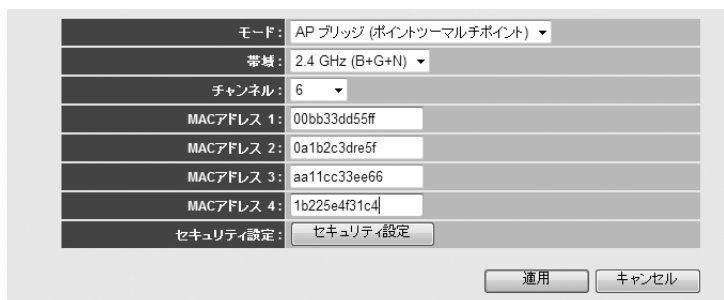 モード: AP ブリッジ (ポイントツーマルチポイント)
帯域: 2.4 GHz (B+G+N)
チャンネル: 6
MACアドレス 1: 00bb33dd55ff
MACアドレス 2: 0a1b2c3dre5f
MACアドレス 3: aa11cc33ee66
MACアドレス 4: 1b225e4f31c4
セキュリティ設定: セキュリティ設定
適用 キャンセル